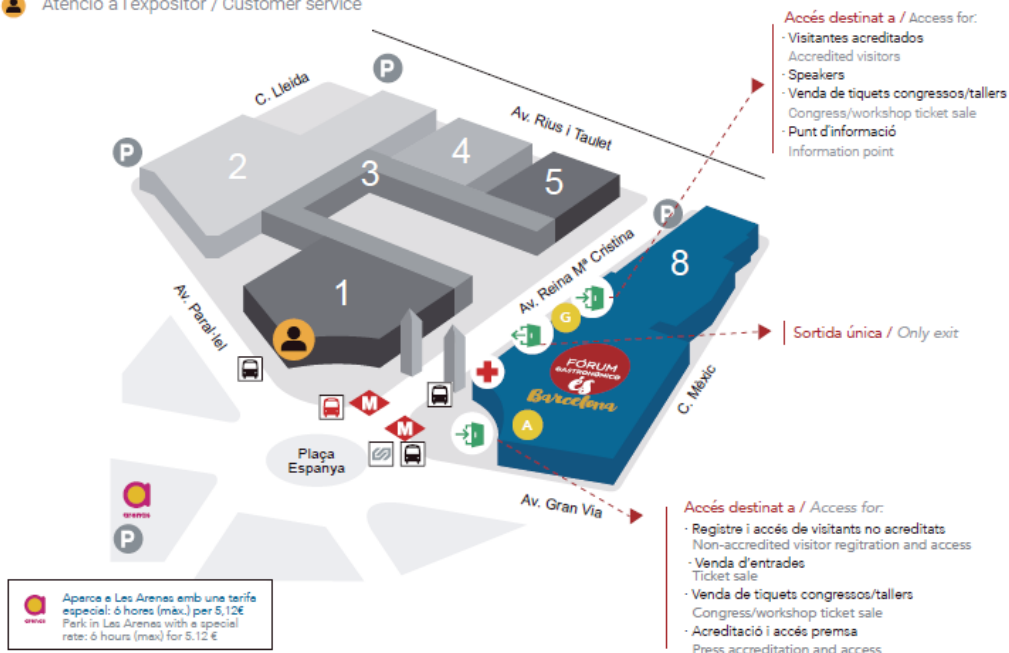 Atenció a l'expositor / Customer service
Accés destinat a / Access for:
· Visitantes acreditados
Accredited visitors
· Speakers
· Venda de tiquets congressos/tallers
Congress/workshop ticket sale
· Punt d'informació
Information point
P
C. Lleida
Av. Rius i Taulet
P
2
3
4
5
P
Av. Reina Mª Cristina
8
1
Av. Paral·lel
G
Sortida única / Only exit
FÒRUM
GASTRONÒMICO
és
Barcelona
C. Mèxic
M
M
A
Plaça
Espanya
Av. Gran Via
a
arenas
P
Accés destinat a / Access for:
· Registre i accés de visitants no acreditats
Non-accredited visitor regitration and access
· Venda d'entrades
Ticket sale
· Venda de tiquets congressos/tallers
Congress/workshop ticket sale
· Acreditació i accés premsa
Press accreditation and access
a
arenas
Aparca a Les Arenas amb una tarifa
especial: 6 hores (màx.) per 5,12€
Park in Las Arenas with a special
rate: 6 hours (max) for 5.12 €